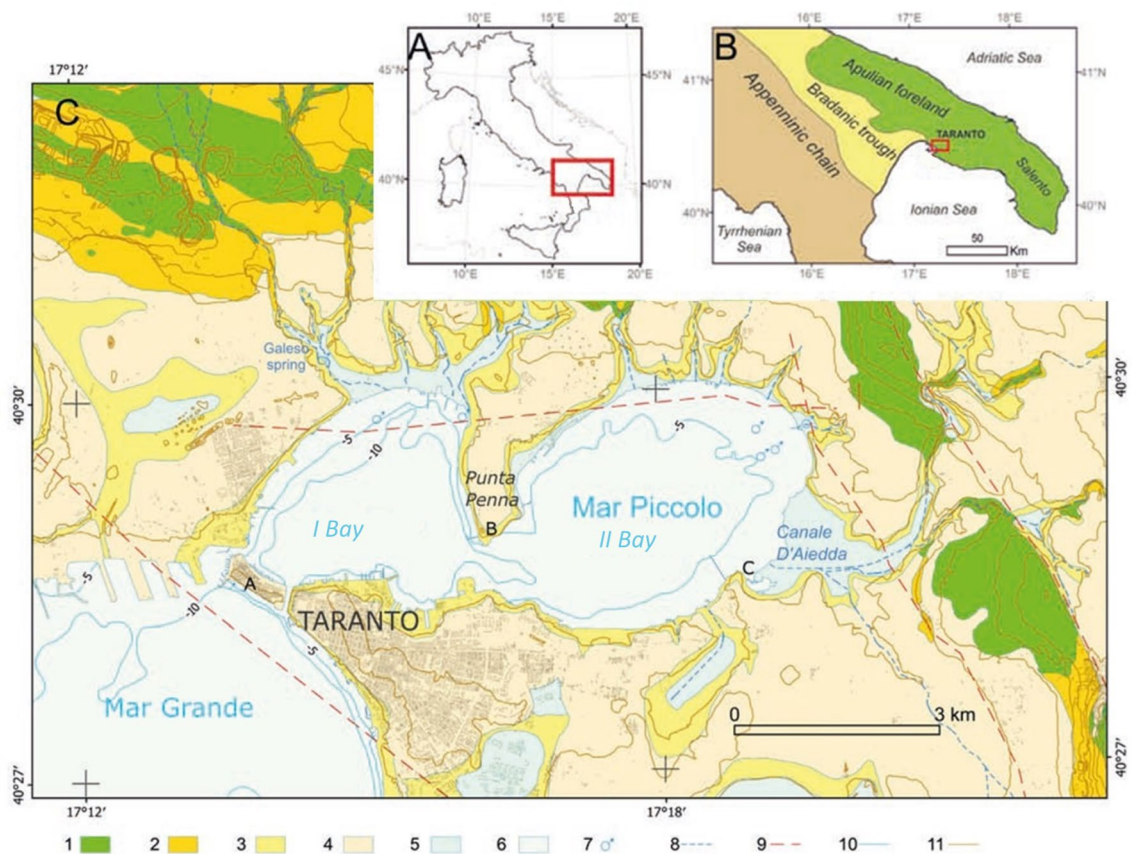 A
10°E
15°E
20°E
45°N
45°N
40°N
40°N
10°E
15°E
20°E
B
16°E
17°E
18°E
41°N
41°N
Adriatic Sea
Apulian foreland
Bradanic trough
Appenninic chain
TARANTO
Salento
40°N
40°N
Ionian Sea
Tyrrhenian
Sea
50
Km
16°E
17°E
18°E
17°12'
C
Galeso
spring
40°30'
40°30'
-5
-10
-5
Punta
Penna
B
Mar Piccolo
I Bay
II Bay
Canale
D'Aiedda
C
-5
-10
A
TARANTO
-5
Mar Grande
0
3 km
40°27'
40°27'
17°12'
17°18'
1
2
3
4
5
6
7
8
9
10
11